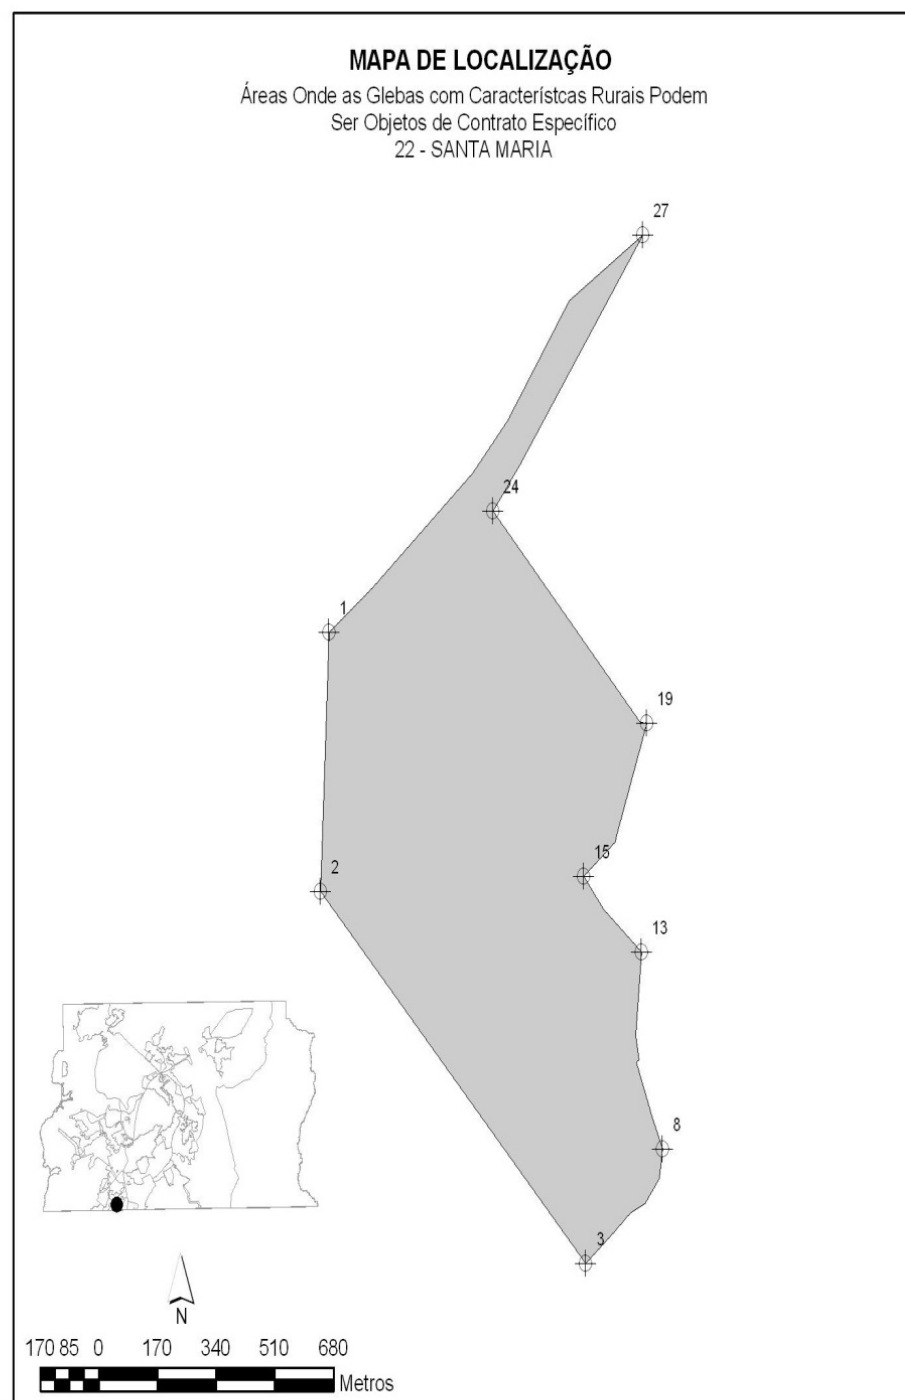 MAPA DE LOCALIZAÇÃO
Áreas Onde as Glebas com Característcas Rurais Podem
Ser Objetos de Contrato Específico
22 - SANTA MARIA
27
24
1
19
15
2
13
8
3
N
170 85 0 170 340 510 680
Metros